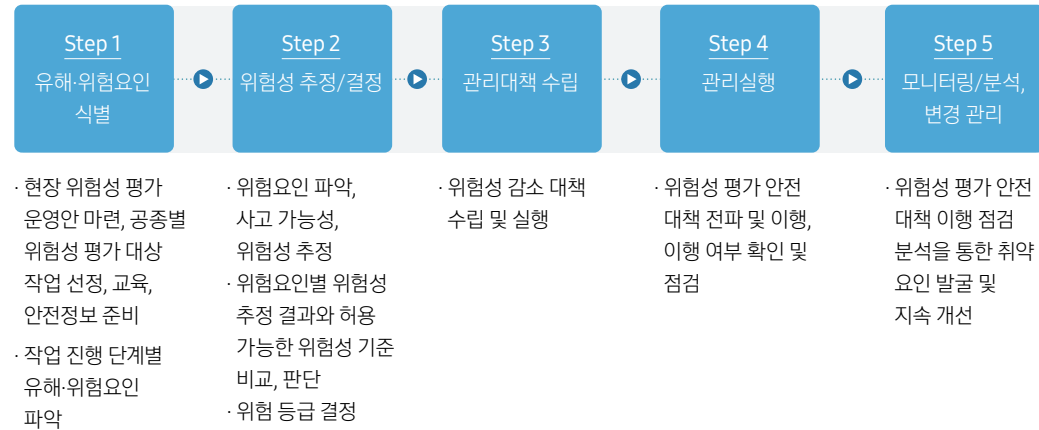 Step 1
유해·위험요인
식별
Step 2
위험성 추정/결정
Step 3
관리대책 수립
Step 4
관리실행
Step 5
모니터링/분석,
변경 관리
· 현장 위험성 평가
운영안 마련, 공종별
위험성 평가 대상
작업 선정, 교육,
안전정보 준비
· 작업 진행 단계별
유해·위험요인
파악
· 위험요인 파악,
사고 가능성,
위험성 추정
· 위험요인별 위험성
추정 결과와 허용
가능한 위험성 기준
비교, 판단
· 위험 등급 결정
· 위험성 감소 대책
수립 및 실행
· 위험성 평가 안전
대책 전파 및 이행,
이행 여부 확인 및
점검
· 위험성 평가 안전
대책 이행 점검
분석을 통한 취약
요인 발굴 및
지속 개선